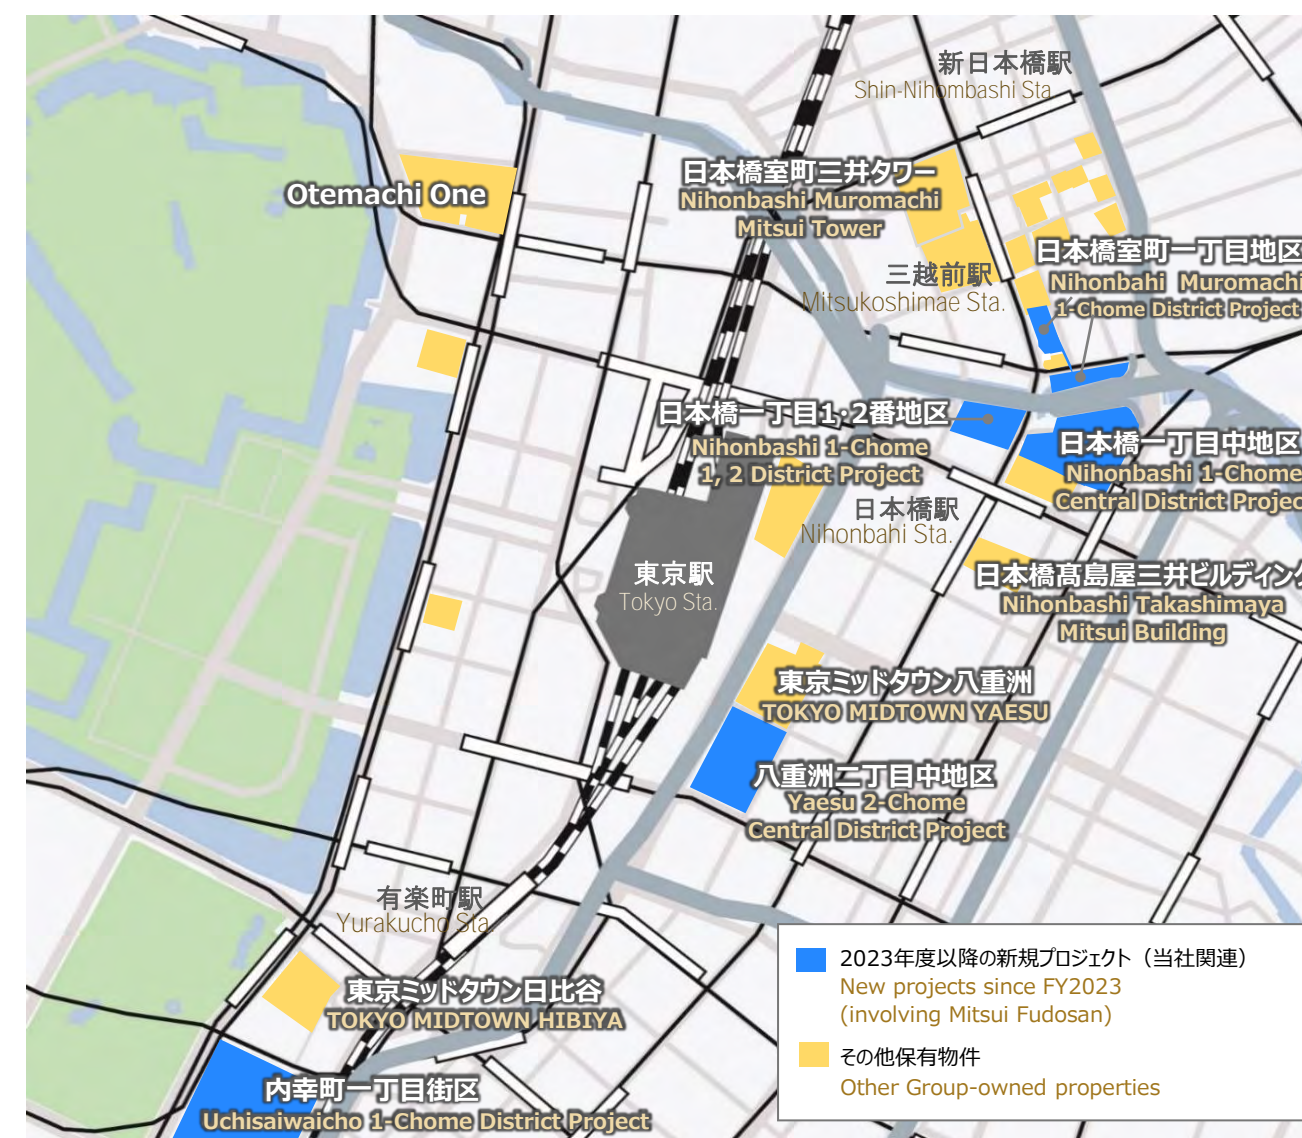 新日本橋駅
Shin-Nihombashi Sta.
日本橋室町三井タワー
Nihonbashi Muromachi
Mitsui Tower
Otemachi One
日本橋室町一丁目地区
Nihonbahi Muromachi
1-Chome District Project
三越前駅
Mitsukoshimae Sta.
日本橋一丁目1,2番地区
Nihonbashi 1-Chome
1, 2 District Project
日本橋一丁目中地区
Nihonbashi 1-Chome
Central District Projec
日本橋駅
Nihonbahi Sta.
東京駅
Tokyo Sta.
日本橋髙島屋三井ビルディング
Nihonbashi Takashimaya
Mitsui Building
東京ミッドタウン八重洲
TOKYO MIDTOWN YAESU
八重洲二丁目中地区
Yaesu 2-Chome
Central District Project
有楽町駅
Yurakucho Sta.
東京ミッドタウン日比谷
TOKYO MIDTOWN HIBIYA
内幸町一丁目街区
Uchisaiwaicho 1-Chome District Project
2023年度以降の新規プロジェクト（当社関連）
New projects since FY2023
(involving Mitsui Fudosan)
その他保有物件
Other Group-owned properties